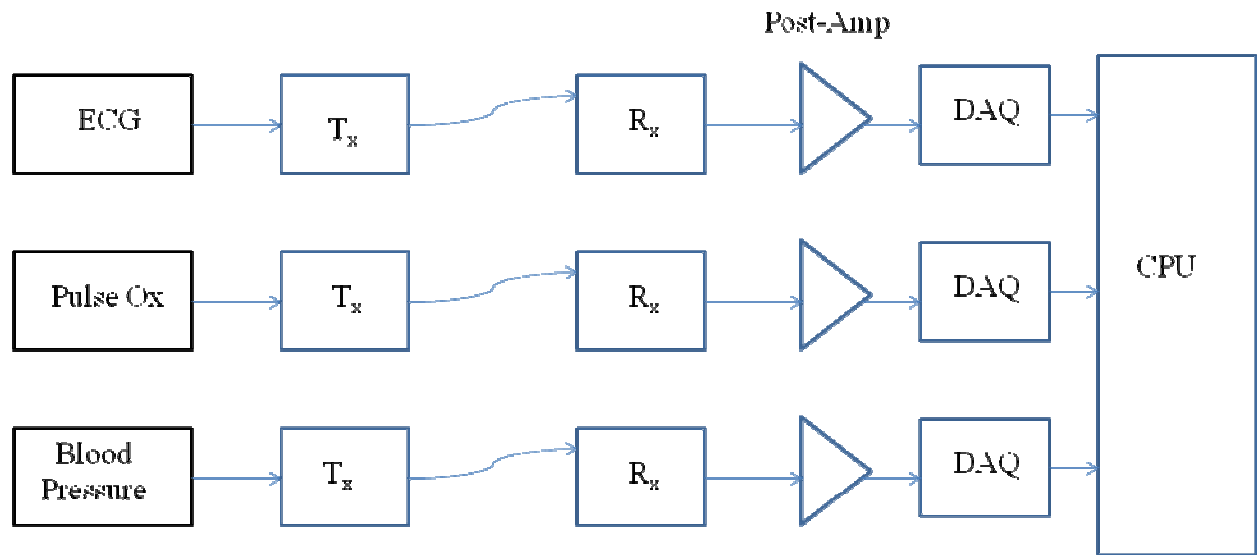 Post-Amp
ECG
Tx
Rx
DAQ
Pulse Ox
Tx
Rx
DAQ
CPU
Blood
Pressure
Tx
Rx
DAQ